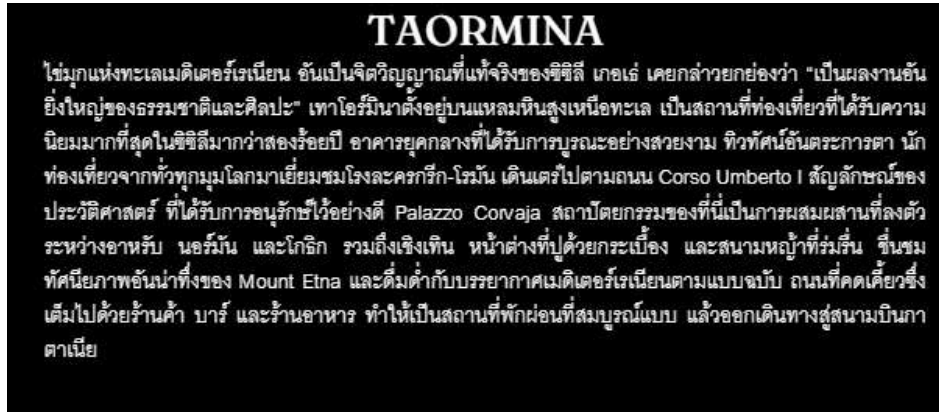 TAORMINA
ไข่มุกแห่งทะเลเมดิเตอร์เรเนียน อันเป็นจิตวิญญาณที่แท้จริงของซิซิลี เกอเธ่ เคยกล่าวยกย่องว่า "เป็นผลงานอัน
ยิ่งใหญ่ของธรรมชาติและศิลปะ" เทาโอร์มินาตั้งอยู่บนแหลมหินสูงเหนือทะเล เป็นสถานที่ท่องเที่ยวที่ได้รับความ
นิยมมากที่สุดในซิซิลีมากว่าสองร้อยปี อาคารยุคกลางที่ได้รับการบูรณะอย่างสวยงาม ทิวทัศน์อันตระการตา นัก
ท่องเที่ยวจากทั่วทุกมุมโลกมาเยี่ยมชมโรงละครกรีก-โรมัน เดินเตร่ไปตามถนน Corso Umberto I สัญลักษณ์ของ
ประวัติศาสตร์ ที่ได้รับการอนุรักษ์ไว้อย่างดี Palazzo Corvaja สถาปัตยกรรมของที่นี่เป็นการผสมผสานที่ลงตัว
ระหว่างอาหรับ นอร์มัน และโกธิก รวมถึงเชิงเทิน หน้าต่างที่ปูด้วยกระเบื้อง และสนามหญ้าที่ร่มรื่น ชื่นชม
ทัศนียภาพอันน่าทึ่งของ Mount Etna และดื่มด่ำกับบรรยากาศเมดิเตอร์เรเนียนตามแบบฉบับ ถนนที่คดเคี้ยวซึ่ง
เต็มไปด้วยร้านค้า บาร์ และร้านอาหาร ทำให้เป็นสถานที่พักผ่อนที่สมบูรณ์แบบ แล้วออกเดินทางสู่สนามบินกา
ตาเนีย